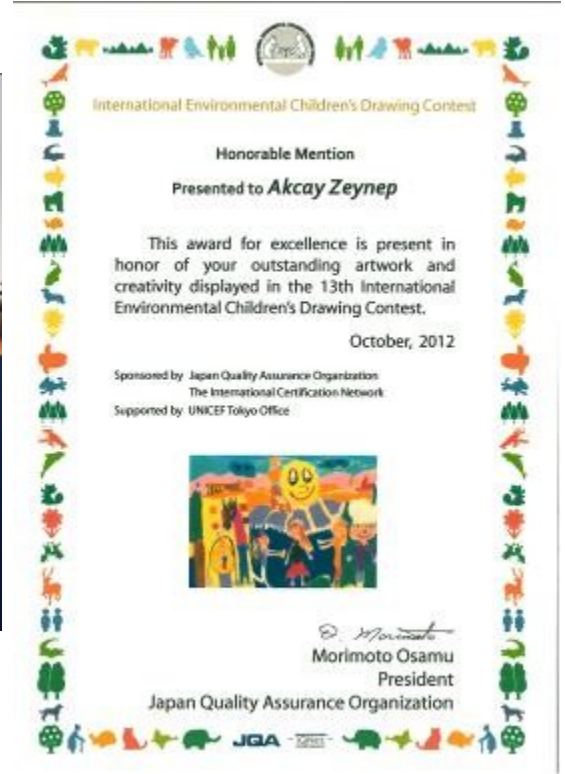 International Environmental Children's Drawing Contest
Honorable Mention
Presented to Akcay Zeynep
This award for excellence is present in
honor of your outstanding artwork and
creativity displayed in the 13th International
Environmental Children's Drawing Contest.
October, 2012
Sponsored by Japan Quality Assurance Organization
The International Certification Network
Supported by UNICEF Tokyo Office
Morimoto Osamu
President
Japan Quality Assurance Organization
JQA